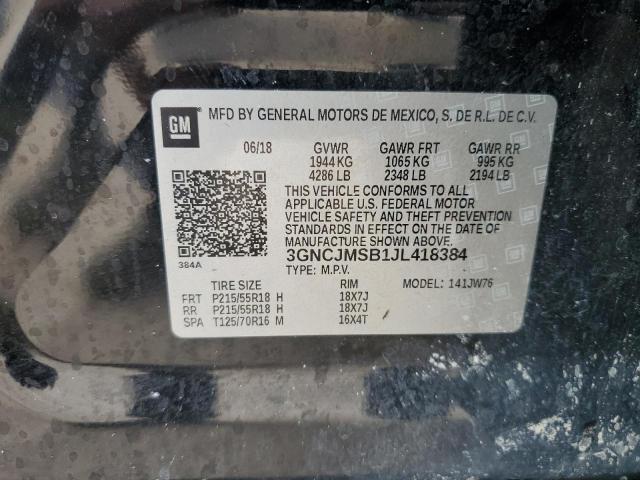 GM MFD BY GENERAL MOTORS DE MEXICO, S. DE R.L. DE C.V.
06/18 GVWR GAWR FRT GAWR RR
1944 KG 1065 KG 995 KG
4286 LB 2348 LB 2194 LB
THIS VEHICLE CONFORMS TO ALL
APPLICABLE U.S. FEDERAL MOTOR
VEHICLE SAFETY AND THEFT PREVENTION
STANDARDS IN EFFECT ON THE DATE OF
MANUFACTURE SHOWN ABOVE.
384A
3GNCJMSB1JL418384
TYPE: M.P.V.
TIRE SIZE RIM MODEL: 141JW76
FRT P215/55R18 H 18X7J
RR P215/55R18 H 18X7J
SPA T125/70R16 M 16X4T